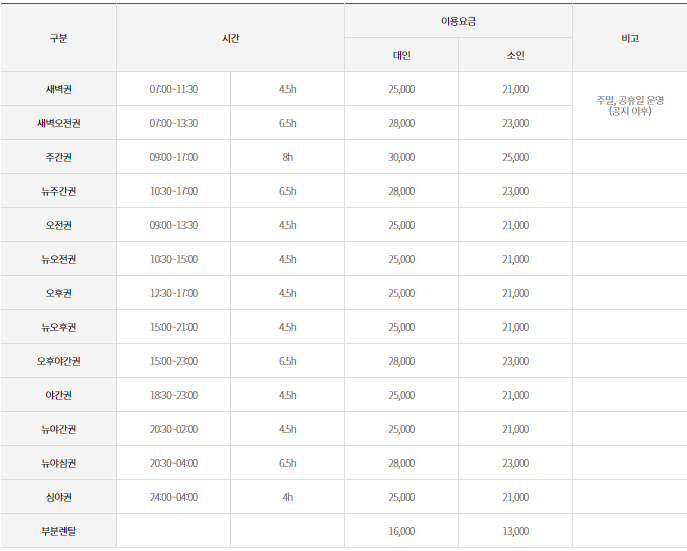 구분 시간 이용요금 비고
대인 소인
새벽권 07:00~11:30 4.5h 25,000 21,000 주말, 공휴일 운영
(공지 이후)
새벽오전권 07:00~13:30 6.5h 28,000 23,000
주간권 09:00~17:00 8h 30,000 25,000
뉴주간권 10:30~17:00 6.5h 28,000 23,000
오전권 09:00~13:30 4.5h 25,000 21,000
뉴오전권 10:30~15:00 4.5h 25,000 21,000
오후권 12:30~17:00 4.5h 25,000 21,000
뉴오후권 15:00~21:00 4.5h 25,000 21,000
오후야간권 15:00~23:00 6.5h 28,000 23,000
야간권 18:30~23:00 4.5h 25,000 21,000
뉴야간권 20:30~02:00 4.5h 25,000 21,000
뉴야심권 20:30~04:00 6.5h 28,000 23,000
심야권 24:00~04:00 4h 25,000 21,000
부분렌탈 16,000 13,000